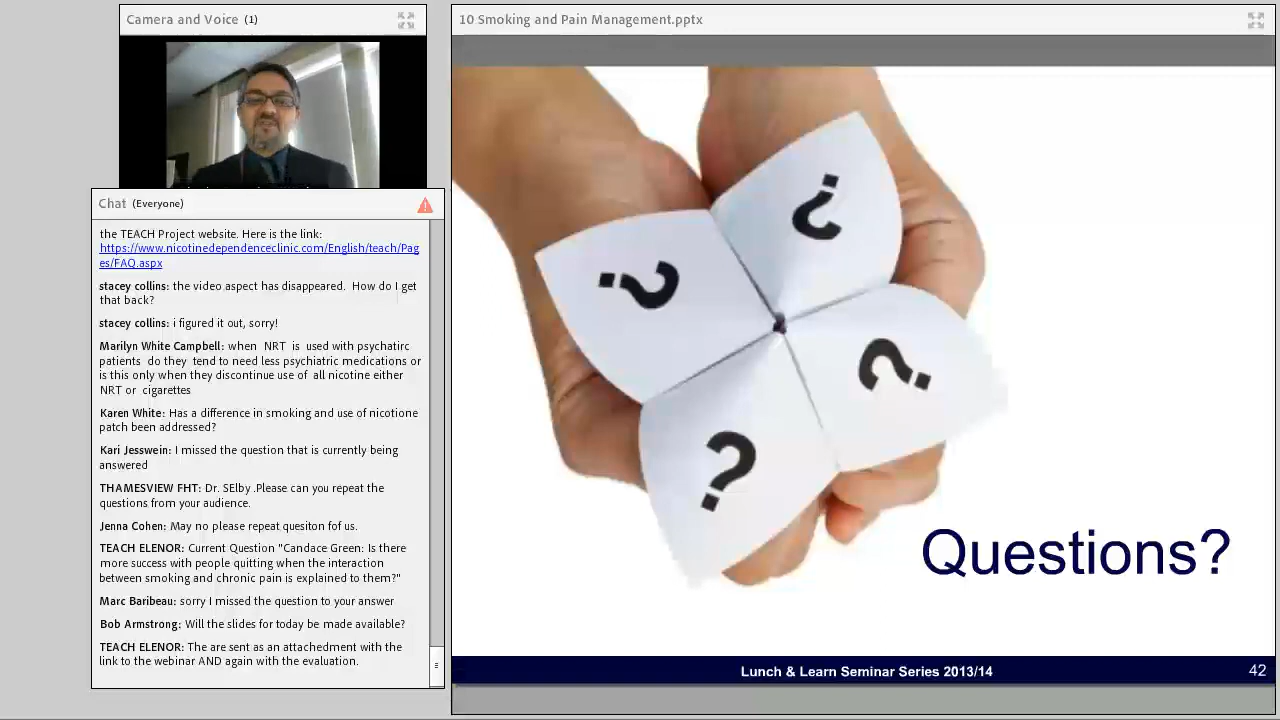 Camera and Voice (1)
10 Smoking and Pain Management.pptx
Chat (Everyone)
the TEACH Project website. Here is the link:
https://www.nicotinedependenceclinic.com/English/teach/Pag
es/FAQ.aspx
stacey collins: the video aspect has disappeared. How do I get
that back?
stacey collins: i figured it out, sorry!
Marilyn White Campbell: when NRT is used with psychatirc
patients do they tend to need less psychiatric medications or
is this only when they discontinue use of all nicotine either
NRT or cigarettes
Karen White: Has a difference in smoking and use of nicotione
patch been addressed?
Kari Jesswein: I missed the question that is currently being
answered
THAMESVIEW FHT: Dr. SElby .Please can you repeat the
questions from your audience.
Jenna Cohen: May no please repeat quesiton fof us.
TEACH ELENOR: Current Question "Candace Green: Is there
more success with people quitting when the interaction
between smoking and chronic pain is explained to them?"
Marc Baribeau: sorry I missed the question to your answer
Bob Armstrong: Will the slides for today be made available?
TEACH ELENOR: The are sent as an attachedment with the
link to the webinar AND again with the evaluation.
?
?
?
?
Questions?
Lunch & Learn Seminar Series 2013/14
42